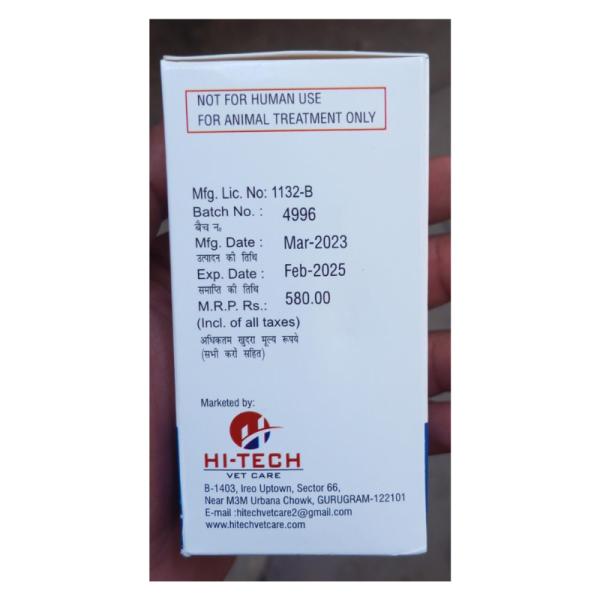 NOT FOR HUMAN USE
FOR ANIMAL TREATMENT ONLY
Mfg. Lic. No: 1132-B
Batch No. : 4996
बैच न॰
Mfg. Date : Mar-2023
उत्पादन की तिथि
Exp. Date : Feb-2025
समाप्ति की तिथि
M.R.P. Rs.: 580.00
(Incl. of all taxes)
अधिकतम खुदरा मूल्य रूपये
(सभी करों सहित)
Marketed by:
HI-TECH
VET CARE
B-1403, Ireo Uptown, Sector 66,
Near M3M Urbana Chowk, GURUGRAM-122101
E-mail :hitechvetcare2@gmail.com
www.hitechvetcare.com